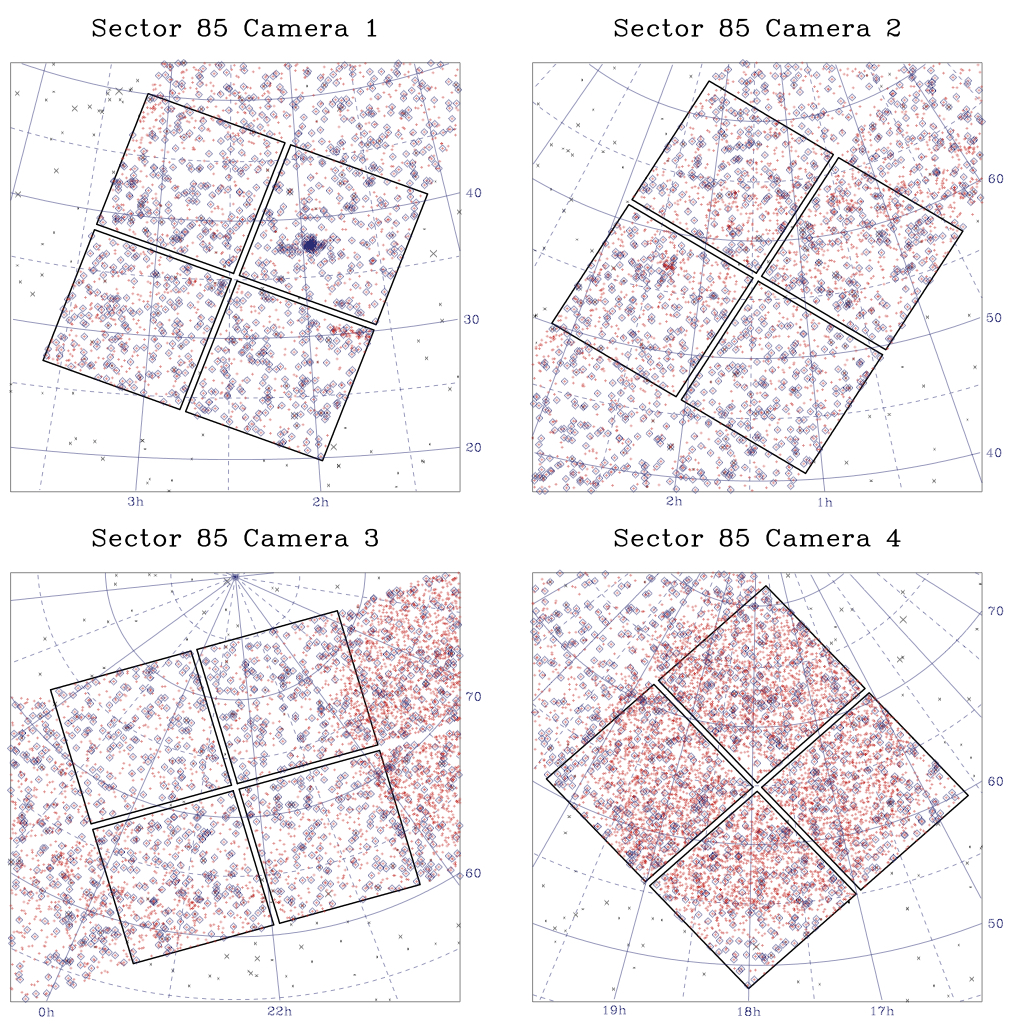 Sector 85 Camera 1
Sector 85 Camera 2
40
30
20
3h
2h
60
50
40
2h
1h
Sector 85 Camera 3
Sector 85 Camera 4
70
60
0h
22h
70
60
50
19h
18h
17h